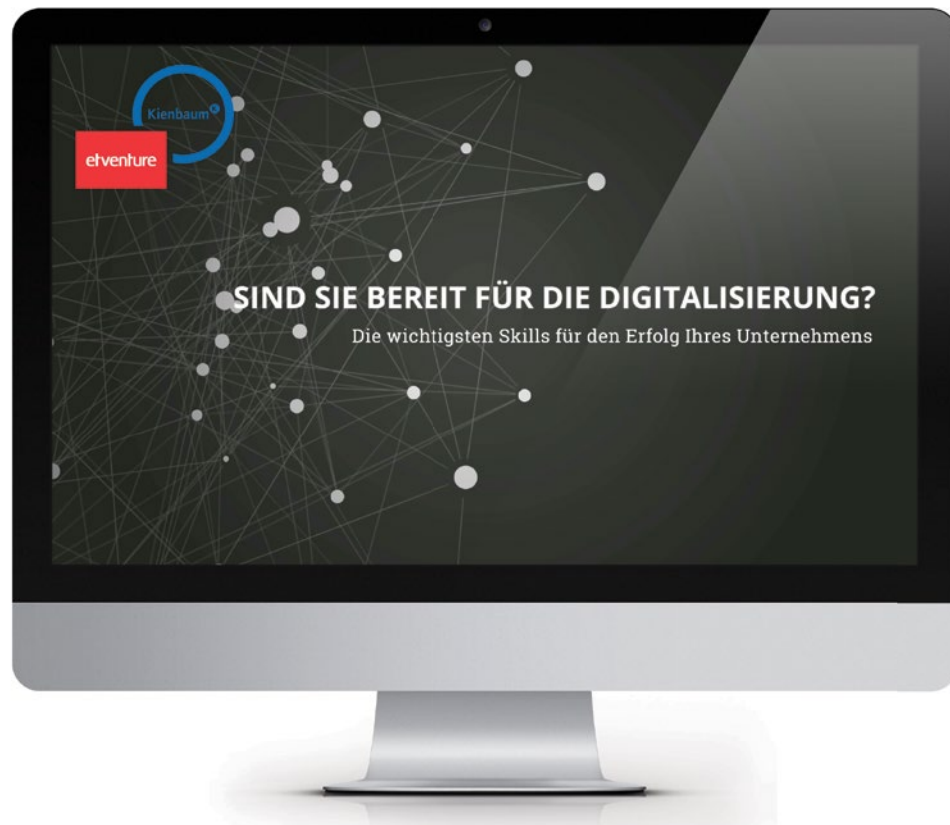 Kienbaum
etventure
SIND SIE BEREIT FÜR DIE DIGITALISIERUNG?
Die wichtigsten Skills für den Erfolg Ihres Unternehmens